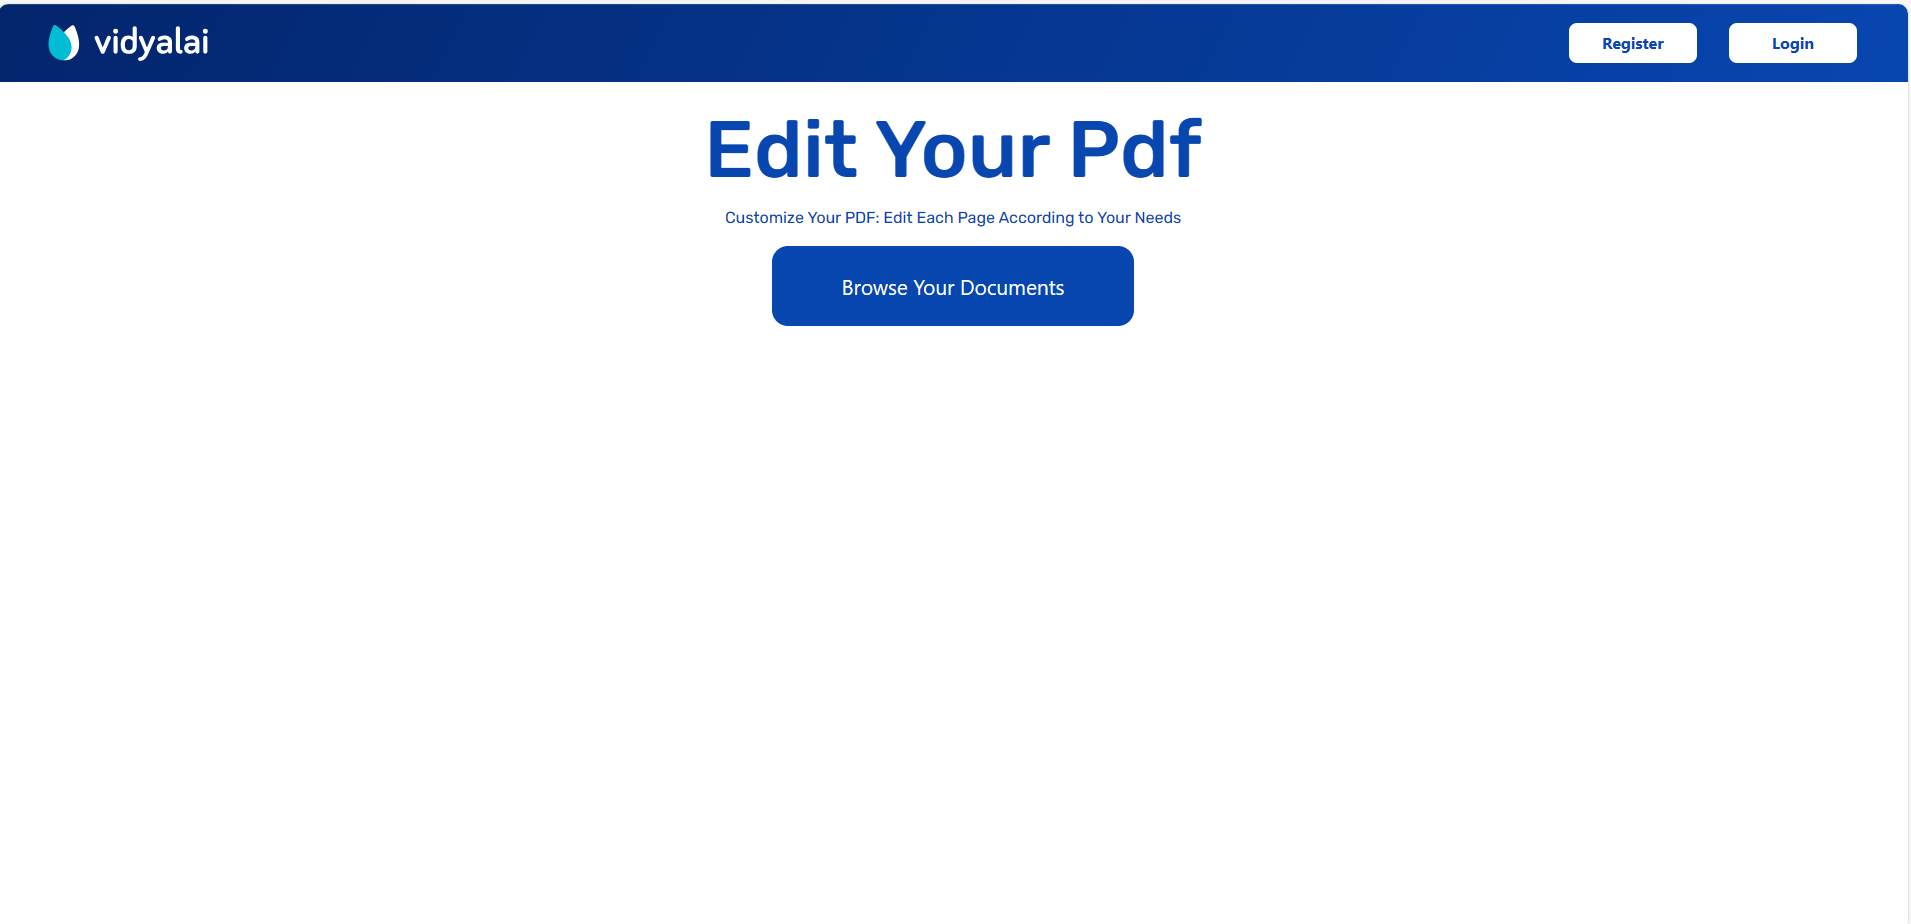 vidyalai
Register
Login
Edit Your Pdf
Customize Your PDF: Edit Each Page According to Your Needs
Browse Your Documents